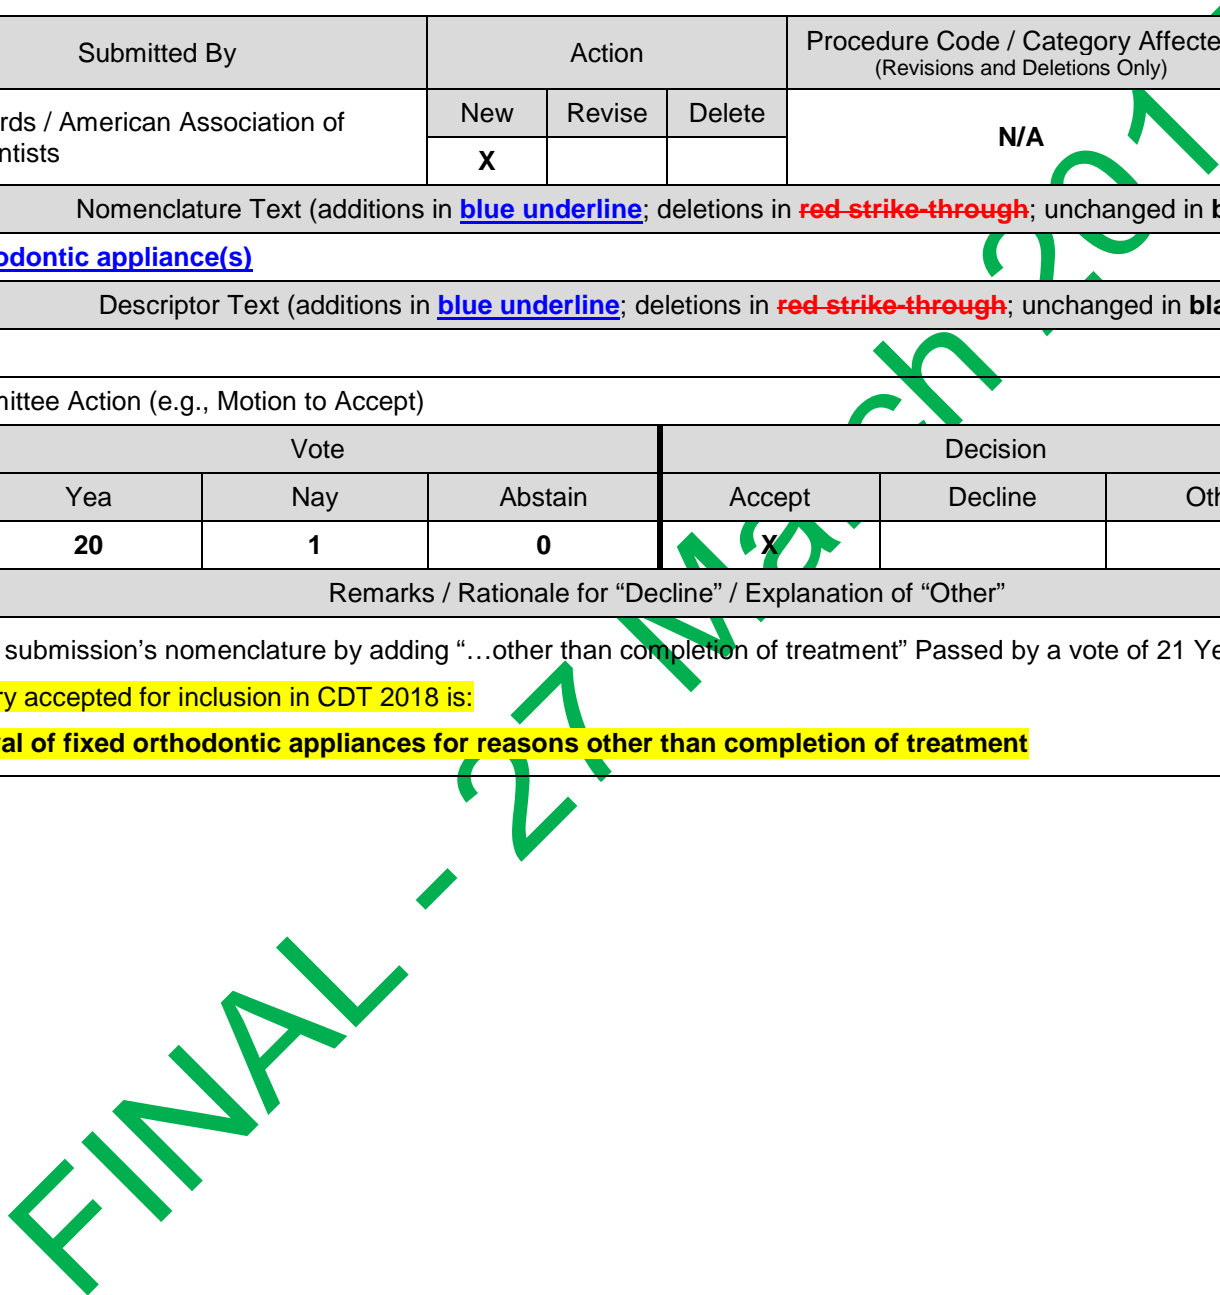 Submitted By Action Procedure Code / Category Affecte
(Revisions and Deletions Only)
rds / American Association of
ntists
New Revise Delete
N/A
X
Nomenclature Text (additions in blue underline; deletions in red strike-through; unchanged in b
odontic appliance(s)
Descriptor Text (additions in blue underline; deletions in red strike-through; unchanged in bla
mittee Action (e.g., Motion to Accept)
Vote Decision
Yea Nay Abstain Accept Decline Oth
20 1 0 X
Remarks / Rationale for “Decline” / Explanation of “Other”
submission’s nomenclature by adding “…other than completion of treatment” Passed by a vote of 21 Ye
ry accepted for inclusion in CDT 2018 is:
al of fixed orthodontic appliances for reasons other than completion of treatment
FINAL - 27 March 201